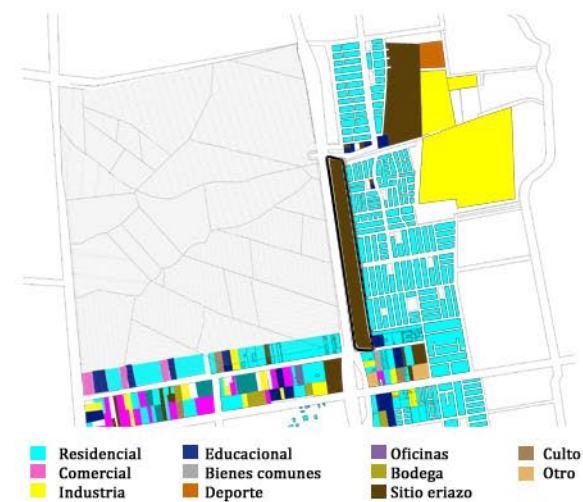 Residencial
Educacional
Oficinas
Culto
Comercial
Bienes comunes
Bodega
Otro
Industria
Deporte
Sitio eriazo